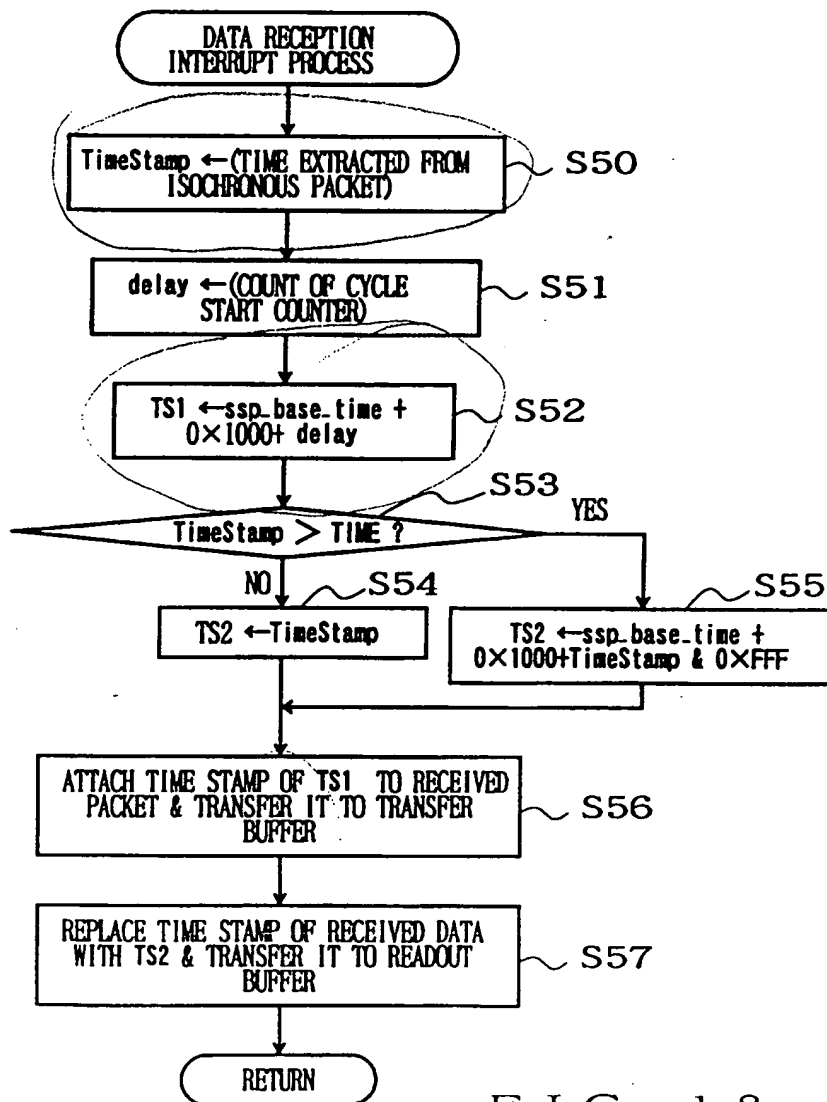 DATA RECEPTION
INTERRUPT PROCESS
TimeStamp ←(TIME EXTRACTED FROM
ISOCHRONOUS PACKET)
S50
delay ←(COUNT OF CYCLE
START COUNTER)
S51
TS1 ←ssp_base_time +
0×1000+ delay
S52
S53
TimeStamp > TIME ?
YES
NO
S54
TS2 ←TimeStamp
S55
TS2 ←ssp_base_time +
0×1000+TimeStamp & 0×FFF
ATTACH TIME STAMP OF TS1 TO RECEIVED
PACKET & TRANSFER IT TO TRANSFER
BUFFER
S56
REPLACE TIME STAMP OF RECEIVED DATA
WITH TS2 & TRANSFER IT TO READOUT
BUFFER
S57
RETURN